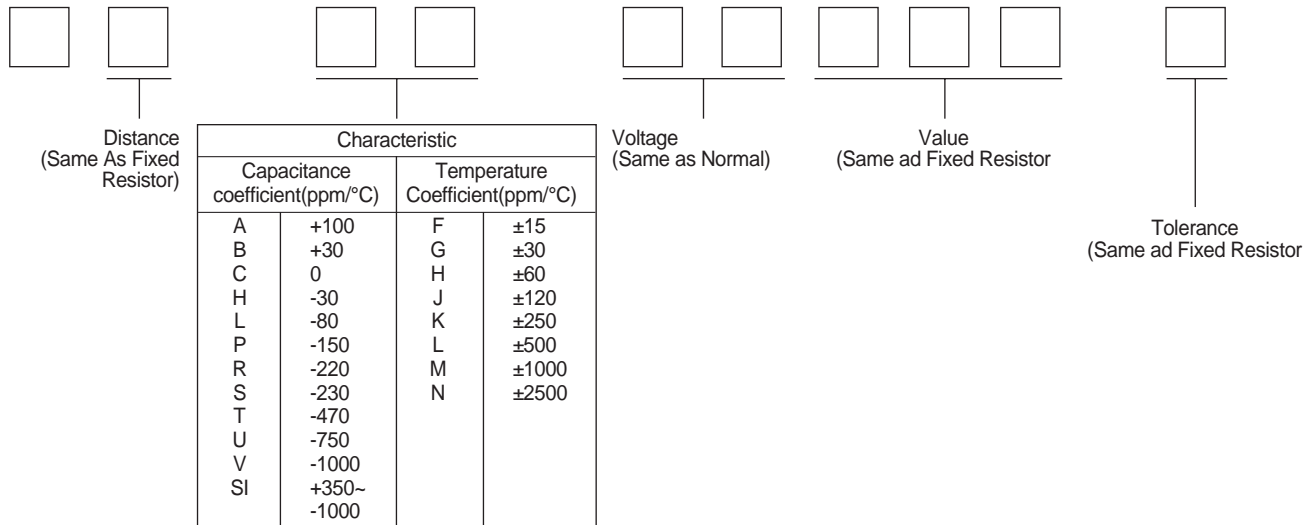 Distance
(Same As Fixed
Resistor)
Characteristic
Capacitance
coefficient(ppm/°C)
Temperature
Coefficient(ppm/°C)
A +100 F ±15
B +30 G ±30
C 0 H ±60
H -30 J ±120
L -80 K ±250
P -150 L ±500
R -220 M ±1000
S -230 N ±2500
T -470
U -750
V -1000
SI +350~
-1000
Voltage
(Same as Normal)
Value
(Same ad Fixed Resistor
Tolerance
(Same ad Fixed Resistor